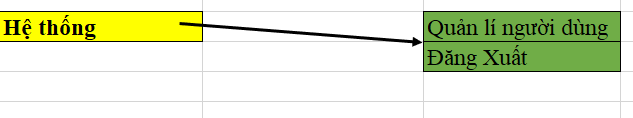 Hệ thống
Quản lí người dùng
Đăng Xuất